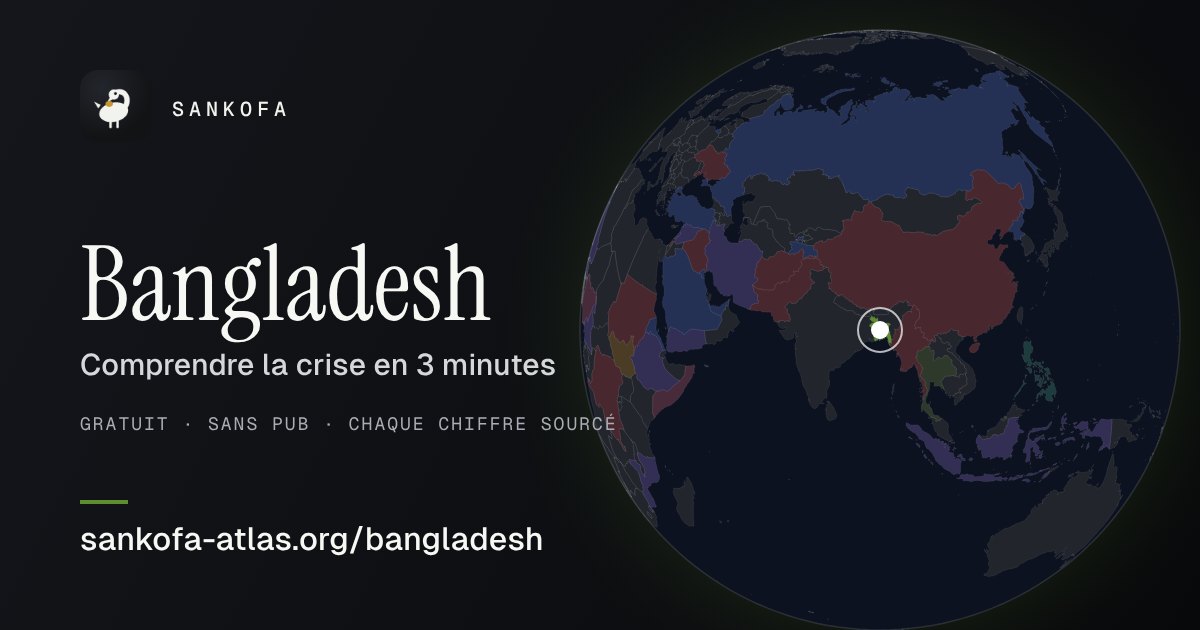 SANKOFA
Bangladesh
Comprendre la crise en 3 minutes
GRATUIT · SANS PUB · CHAQUE CHIFFRE SOURCÉ
sankofa-atlas.org/bangladesh